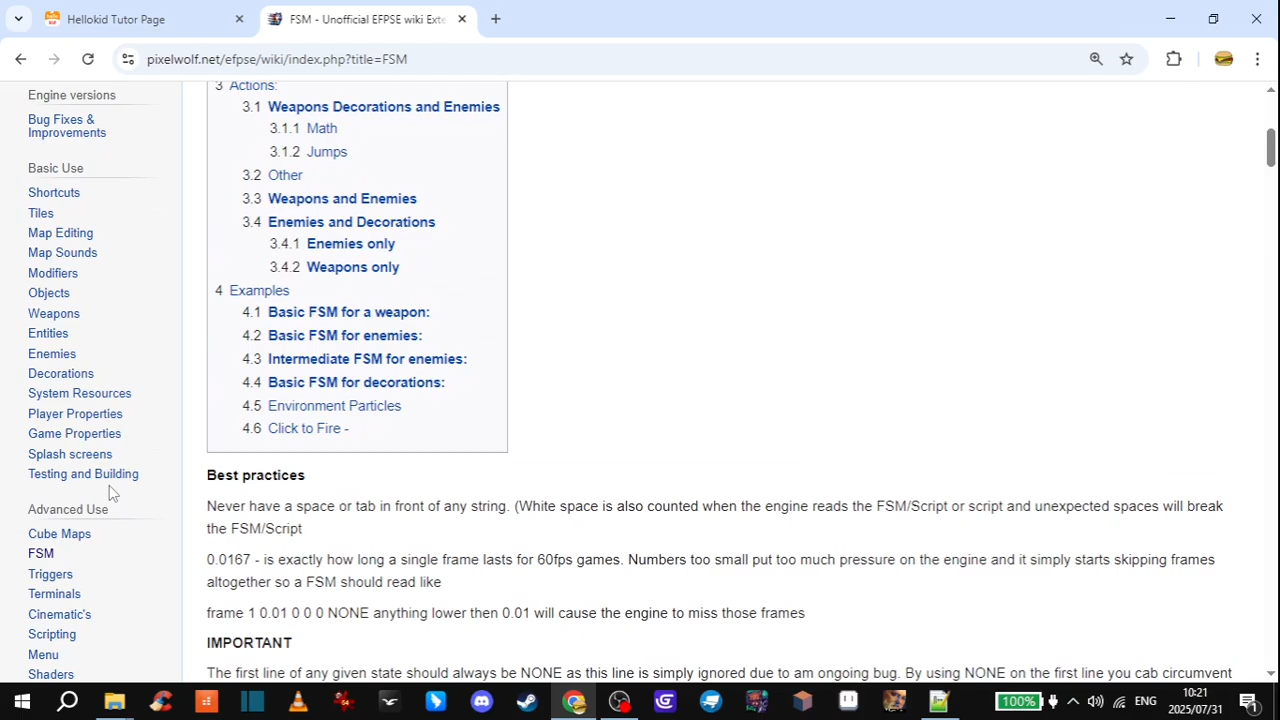 Hellokid Tutor Page
FSM - Unofficial EFPSE wiki Exte
pixelwolf.net/efpse/wiki/index.php?title=FSM
Engine versions
Bug Fixes &
Improvements
Basic Use
Shortcuts
Tiles
Map Editing
Map Sounds
Modifiers
Objects
Weapons
Entities
Enemies
Decorations
System Resources
Player Properties
Game Properties
Splash screens
Testing and Building
Advanced Use
Cube Maps
FSM
Triggers
Terminals
Cinematic's
Scripting
Menu
Shaders
3 Actions:
3.1 Weapons Decorations and Enemies
3.1.1 Math
3.1.2 Jumps
3.2 Other
3.3 Weapons and Enemies
3.4 Enemies and Decorations
3.4.1 Enemies only
3.4.2 Weapons only
4 Examples
4.1 Basic FSM for a weapon:
4.2 Basic FSM for enemies:
4.3 Intermediate FSM for enemies:
4.4 Basic FSM for decorations:
4.5 Environment Particles
4.6 Click to Fire -
Best practices
Never have a space or tab in front of any string. (White space is also counted when the engine reads the FSM/Script or script and unexpected spaces will break
the FSM/Script
0.0167 - is exactly how long a single frame lasts for 60fps games. Numbers too small put too much pressure on the engine and it simply starts skipping frames
altogether so a FSM should read like
frame 1 0.01 0 0 0 NONE anything lower then 0.01 will cause the engine to miss those frames
IMPORTANT
The first line of any given state should always be NONE as this line is simply ignored due to am ongoing bug. By using NONE on the first line you cab circumvent
100%
ENG
10:21
2025/07/31